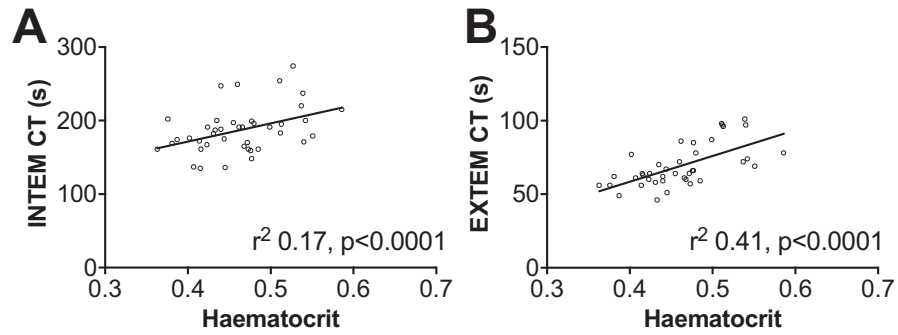 A
B
300
200
100
0
INTEM CT (s)
r² 0.17, p<0.0001
0.3 0.4 0.5 0.6 0.7
Haematocrit
150
100
50
0
EXTEM CT (s)
r² 0.41, p<0.0001
0.3 0.4 0.5 0.6 0.7
Haematocrit